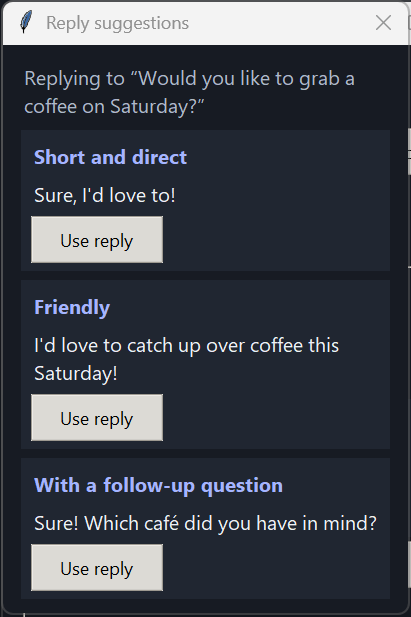 Reply suggestions
Replying to “Would you like to grab a
coffee on Saturday?”
Short and direct
Sure, I'd love to!
Use reply
Friendly
I'd love to catch up over coffee this
Saturday!
Use reply
With a follow-up question
Sure! Which café did you have in mind?
Use reply